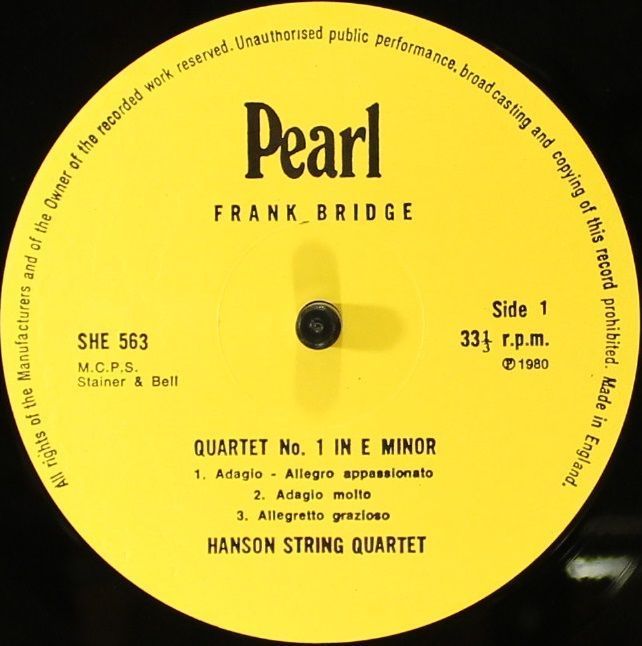 All rights of the Manufacturers and of the Owner of the recorded work reserved. Unauthorised public performance, broadcasting and copying of this record prohibited. Made in England.
Pearl
FRANK BRIDGE
Side 1
SHE 563
33⅓ r.p.m.
M.C.P.S.
℗ 1980
Stainer & Bell
QUARTET No. 1 IN E MINOR
1. Adagio - Allegro appassionato
2. Adagio molto
3. Allegretto grazioso
HANSON STRING QUARTET